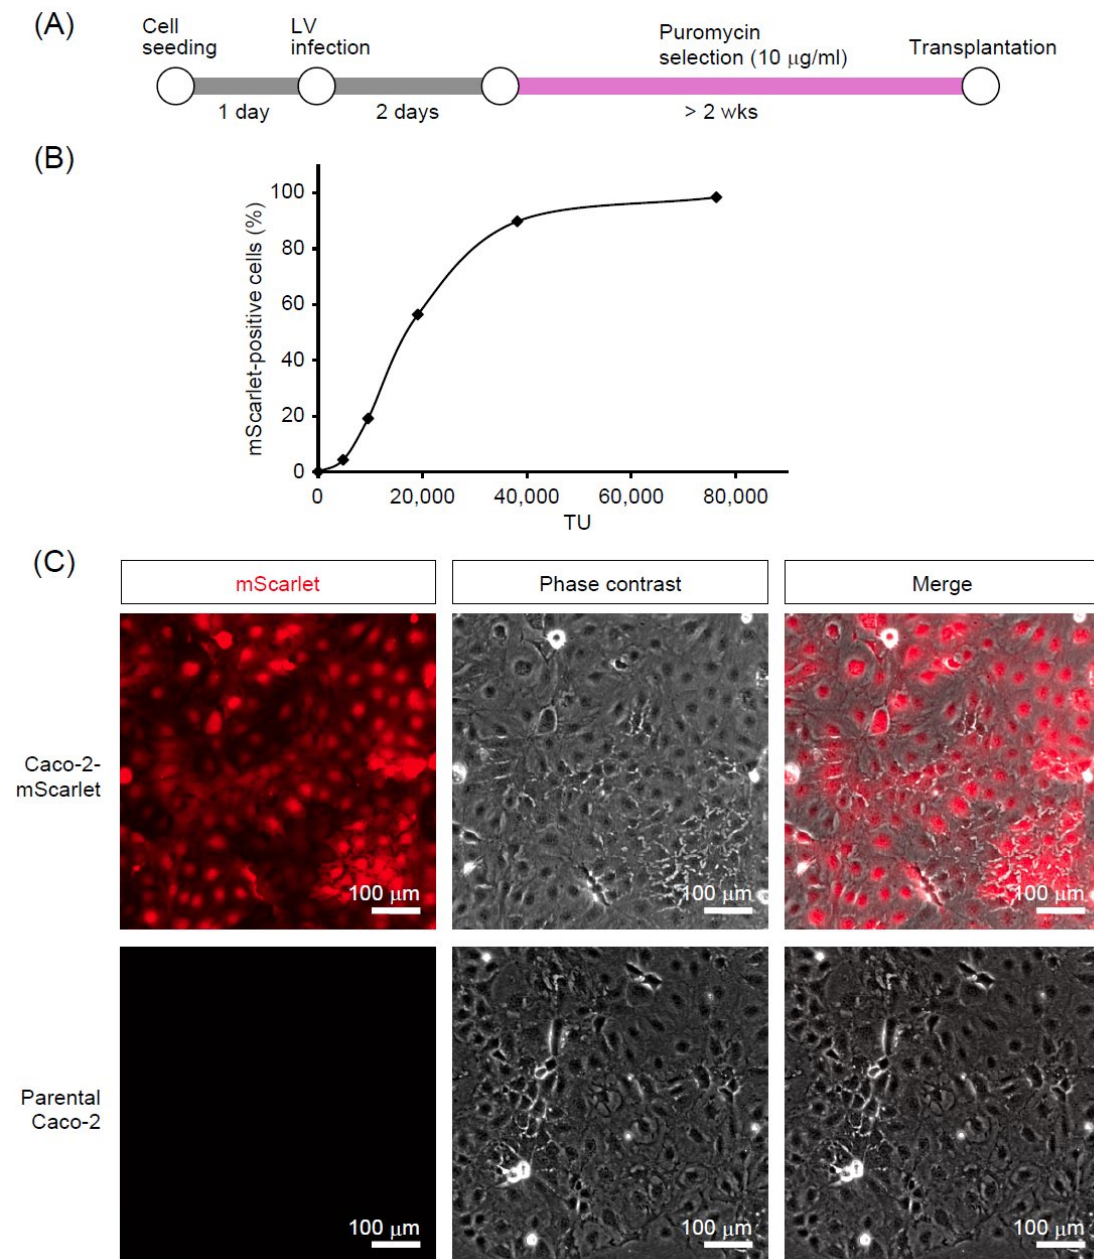 (A)
Cell
seeding
LV
infection
Puromycin
selection (10 μg/ml)
Transplantation
1 day
2 days
> 2 wks
(B)
mScarlet-positive cells (%)
100
80
60
40
20
0
0
20,000
40,000
60,000
80,000
TU
(C)
mScarlet
Phase contrast
Merge
Caco-2-
mScarlet
100 μm
100 μm
100 μm
Parental
Caco-2
100 μm
100 μm
100 μm